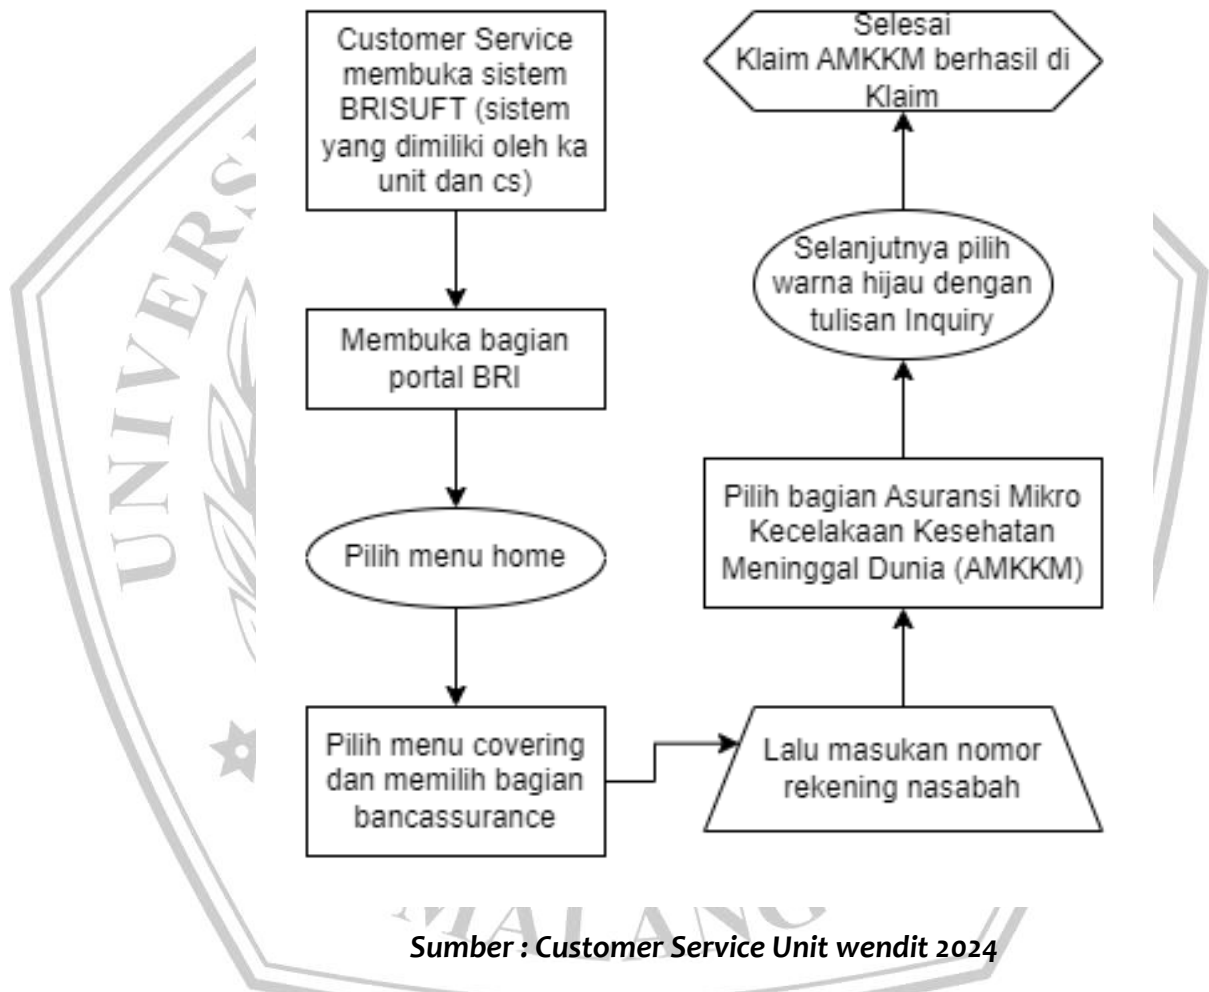 Customer Service
membuka sistem
BRISUFT (sistem
yang dimiliki oleh ka
unit dan cs)
Membuka bagian
portal BRI
Pilih menu home
Pilih menu covering
dan memilih bagian
bancassurance
Lalu masukan nomor
rekening nasabah
Pilih bagian Asuransi Mikro
Kecelakaan Kesehatan
Meninggal Dunia (AMKKM)
Selanjutnya pilih
warna hijau dengan
tulisan Inquiry
Selesai
Klaim AMKKM berhasil di
Klaim
MALANG
Sumber : Customer Service Unit wendit 2024